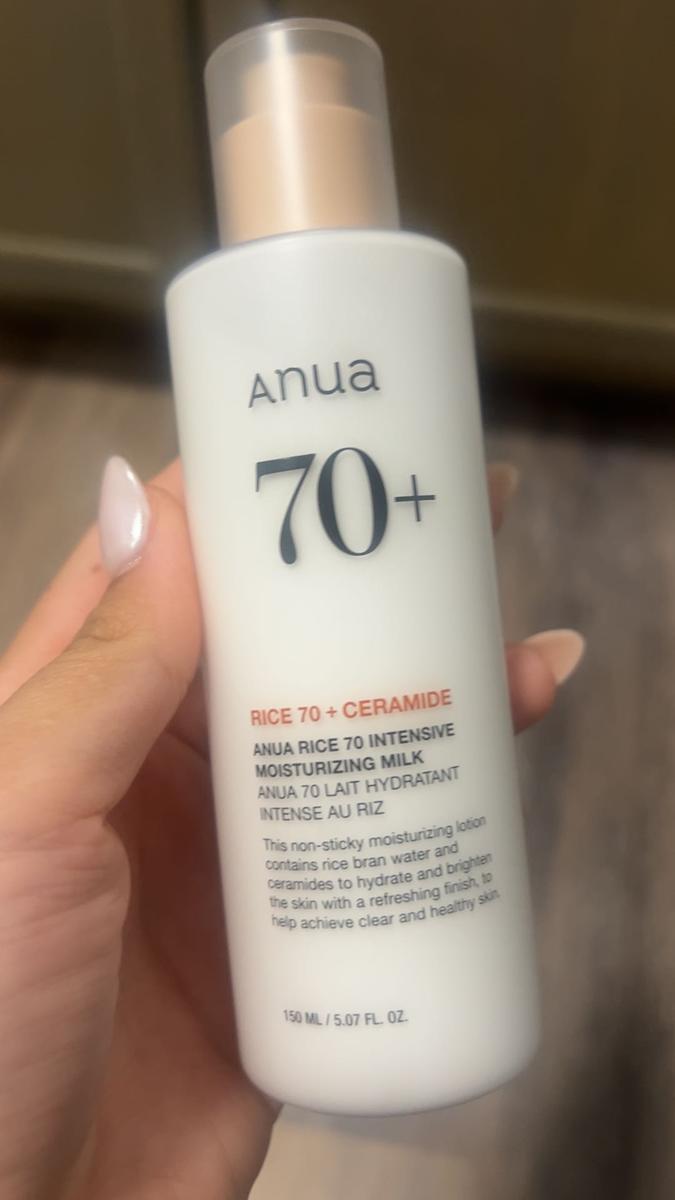 Anua
70+
RICE 70 + CERAMIDE
ANUA RICE 70 INTENSIVE
MOISTURIZING MILK
ANUA 70 LAIT HYDRATANT
INTENSE AU RIZ
This non-sticky moisturizing lotion
contains rice bran water and
ceramides to hydrate and brighten
the skin with a refreshing finish, to
help achieve clear and healthy skin.
150 ML / 5.07 FL. OZ.